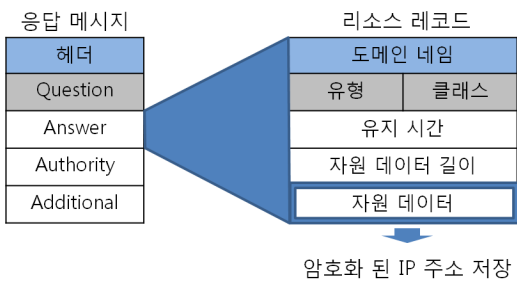 응답 메시지
헤더
Question
Answer
Authority
Additional
리소스 레코드
도메인 네임
유형
클래스
유지 시간
자원 데이터 길이
자원 데이터
암호화 된 IP 주소 저장